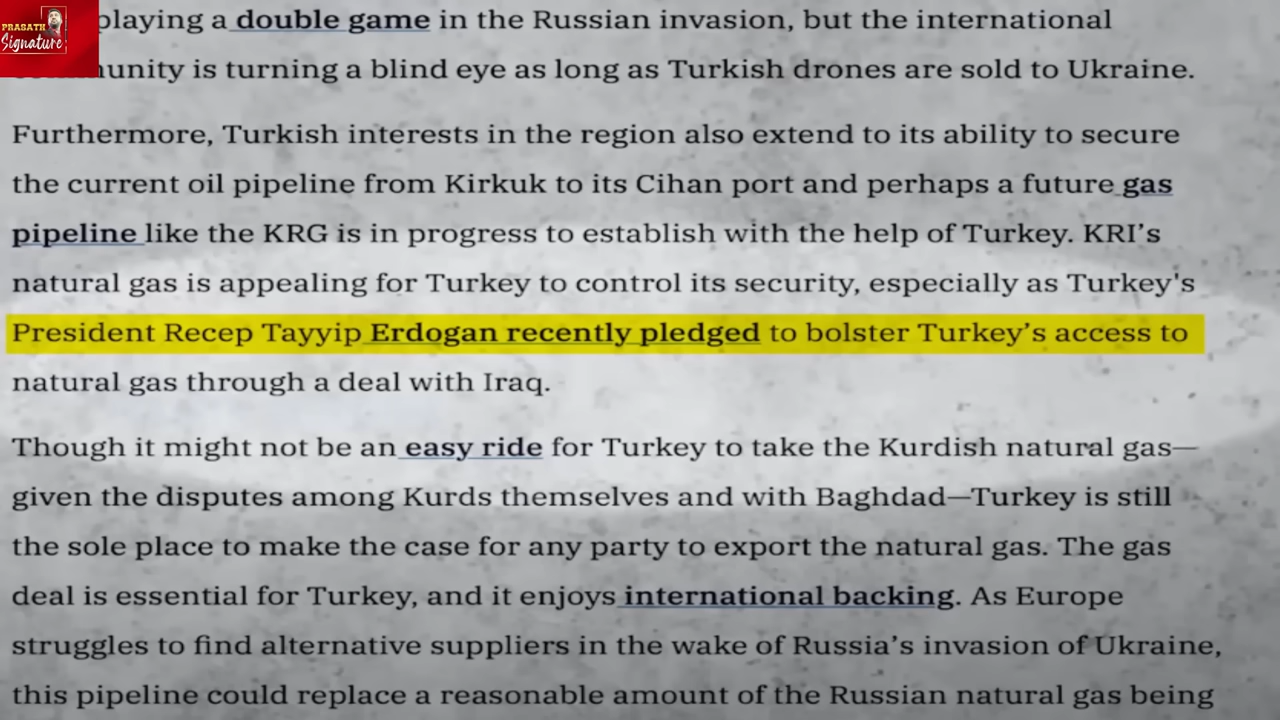 PRASATH
Signature
playing a double game in the Russian invasion, but the international
community is turning a blind eye as long as Turkish drones are sold to Ukraine.
Furthermore, Turkish interests in the region also extend to its ability to secure
the current oil pipeline from Kirkuk to its Cihan port and perhaps a future gas
pipeline like the KRG is in progress to establish with the help of Turkey. KRI’s
natural gas is appealing for Turkey to control its security, especially as Turkey's
President Recep Tayyip Erdogan recently pledged to bolster Turkey’s access to
natural gas through a deal with Iraq.
Though it might not be an easy ride for Turkey to take the Kurdish natural gas—
given the disputes among Kurds themselves and with Baghdad—Turkey is still
the sole place to make the case for any party to export the natural gas. The gas
deal is essential for Turkey, and it enjoys international backing. As Europe
struggles to find alternative suppliers in the wake of Russia’s invasion of Ukraine,
this pipeline could replace a reasonable amount of the Russian natural gas being